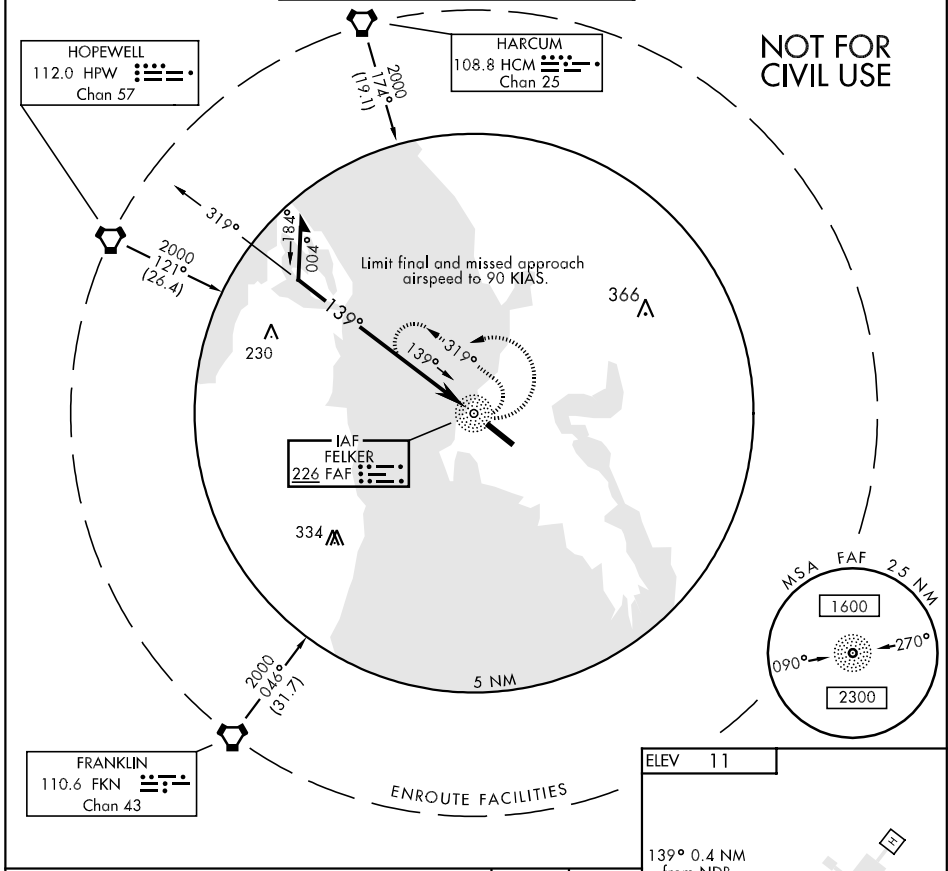 HOPEWELL
112.0 HPW
Chan 57
HARCUM
108.8 HCM
Chan 25
NOT FOR
CIVIL USE
2000
174°
(19.1)
319°
184°
004°
2000
121°
(26.4)
Limit final and missed approach
airspeed to 90 KIAS.
139°
366
230
319°
139°
IAF
FELKER
226 FAF
334
MSA FAF 25 NM
1600
090°
270°
2300
2000
046°
(31.7)
5 NM
FRANKLIN
110.6 FKN
Chan 43
ENROUTE FACILITIES
ELEV 11
H
139° 0.4 NM
from NDB